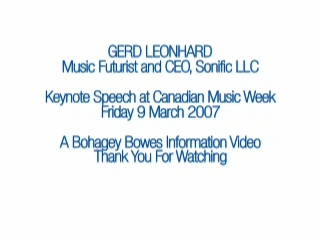 GERD LEONHARD
Music Futurist and CEO, Sonific LLC
Keynote Speech at Canadian Music Week
Friday 9 March 2007
A Bohagey Bowes Information Video
Thank You For Watching